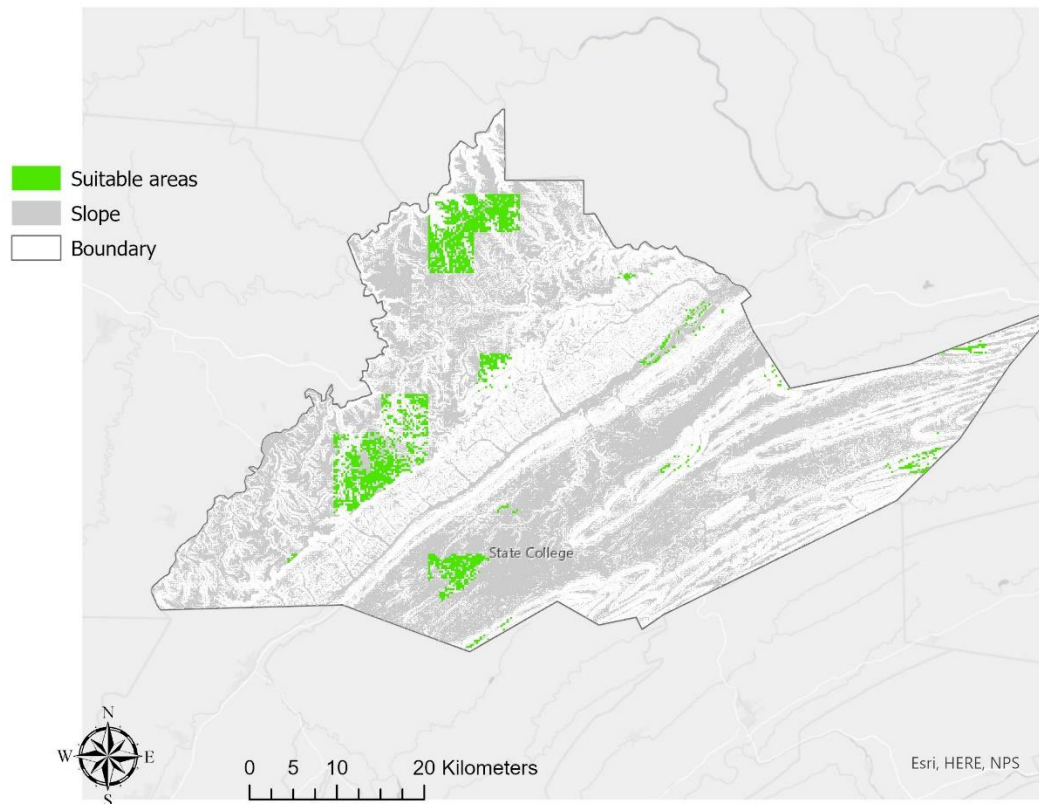 Suitable areas
Slope
Boundary
State College
N
W E
S
0 5 10 20 Kilometers
Esri, HERE, NPS